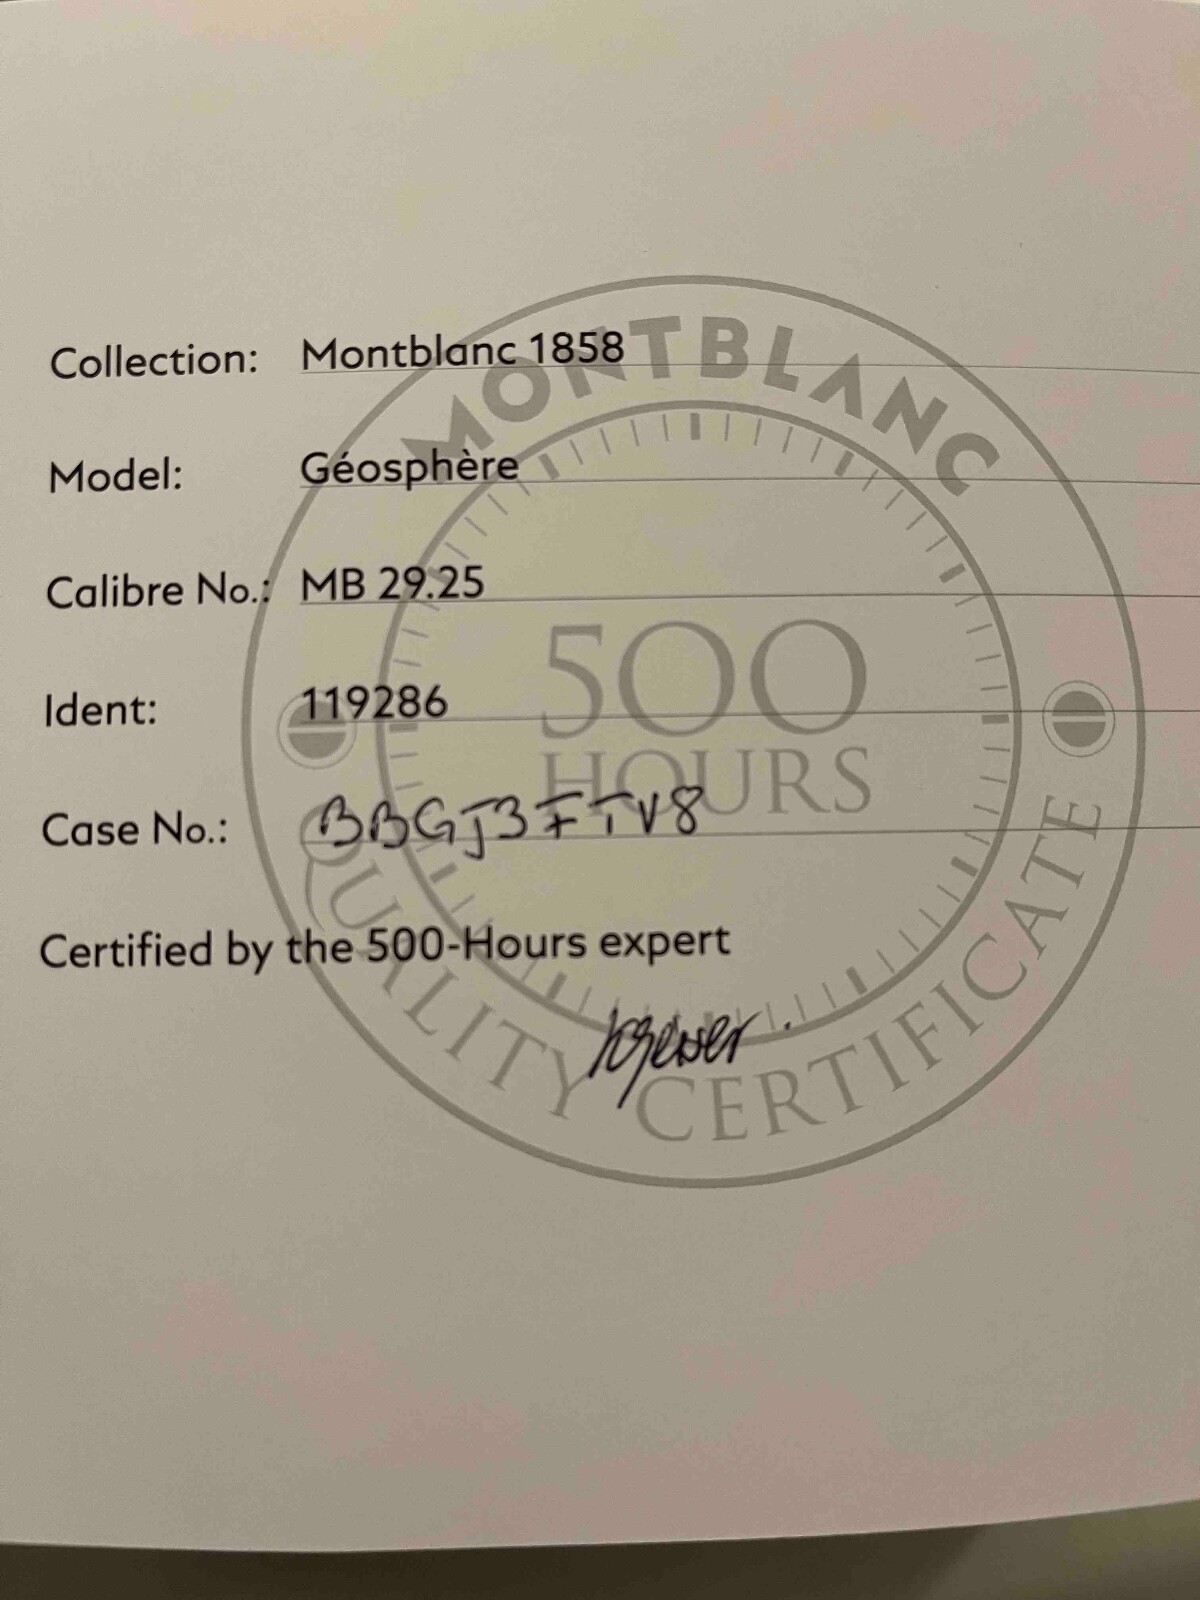 Collection: Montblanc 1858
Model: Géosphère
Calibre No.: MB 29.25
Ident: 119286
Case No.: BBGJ3FTV8
Certified by the 500-Hours expert
MONTBLANC
500
HOURS
QUALITY CERTIFICATE